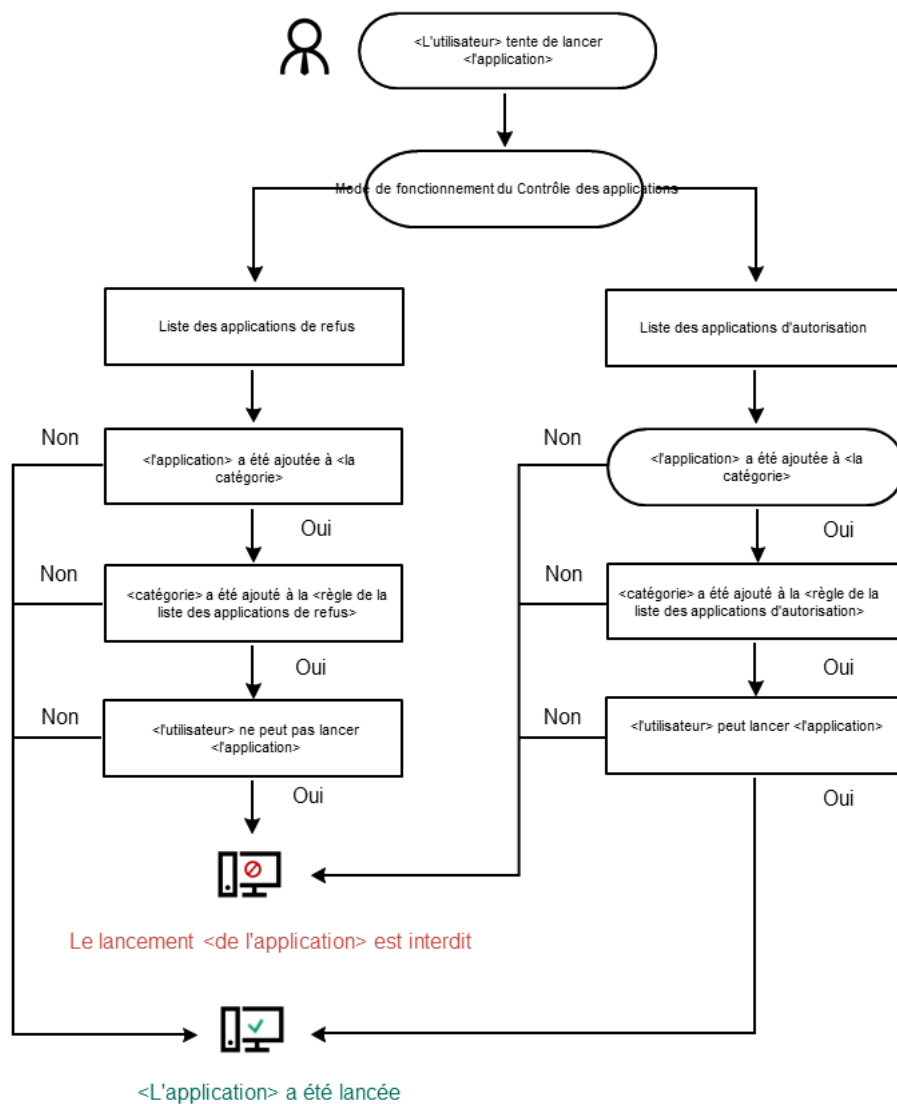 <L'utilisateur> tente de lancer
<l'application>
Mode de fonctionnement du Contrôle des applications
Liste des applications de refus
Liste des applications d'autorisation
Non
<l'application> a été ajoutée à <la
catégorie>
Oui
Non
<l'application> a été ajoutée à <la
catégorie>
Oui
Non
<catégorie> a été ajouté à la <règle de la
liste des applications de refus>
Oui
Non
<catégorie> a été ajouté à la <règle de la
liste des applications d'autorisation>
Oui
Non
<l'utilisateur> ne peut pas lancer
<l'application>
Oui
Non
<l'utilisateur> peut lancer <l'application>
Oui
Le lancement <de l'application> est interdit
<L'application> a été lancée